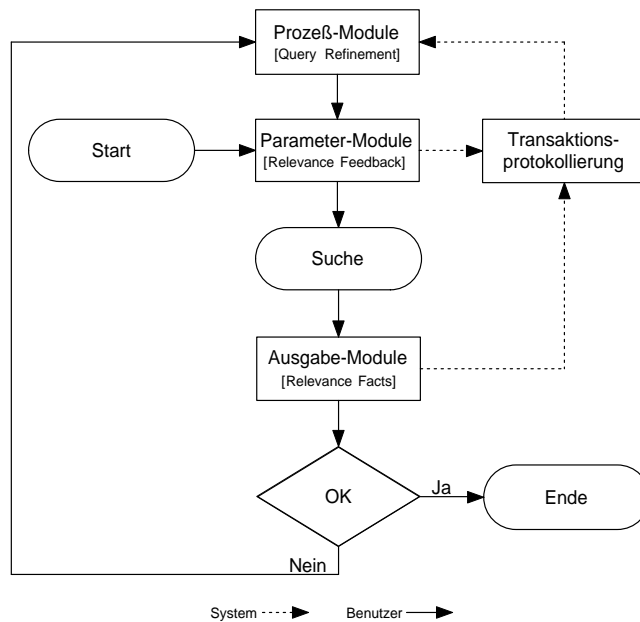 Prozeß-Module
[Query Refinement]
Start
Parameter-Module
[Relevance Feedback]
Transaktions-
protokollierung
Suche
Ausgabe-Module
[Relevance Facts]
OK
Ja
Ende
Nein
System
Benutzer